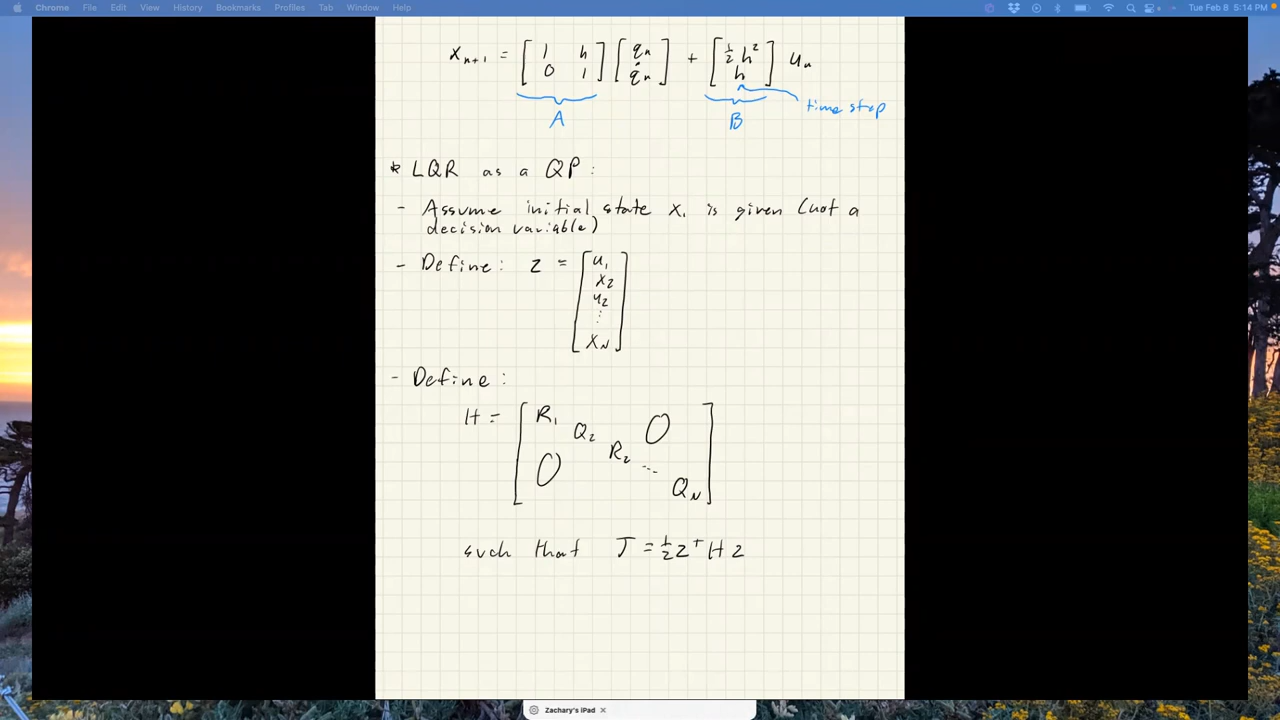 Chrome File Edit View History Bookmarks Profiles Tab Window Help Tue Feb 8 5:14 PM
x_{n+1} = [1 h; 0 1] [q_n; q̇_n] + [½h²; h] u_n
time step
A B
* LQR as a QP:
- Assume initial state x₁ is given (not a
decision variable)
- Define: z = [u₁; x₂; u₂; ⋮; x_N]
- Define:
H = [R₁ Q₂ 0 R₂ 0 ⋱ Q_N]
such that J = ½ zᵀ H z
Zachary's iPad ×